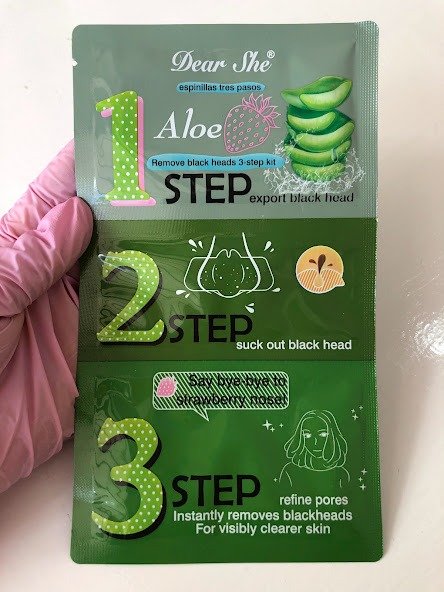 Dear She®
espinillas tres pasos
1
Aloe
Remove black heads 3-step kit
STEP
export black head
2
STEP
suck out black head
Say bye-bye to
strawberry nose!
3
STEP
refine pores
Instantly removes blackheads
For visibly clearer skin